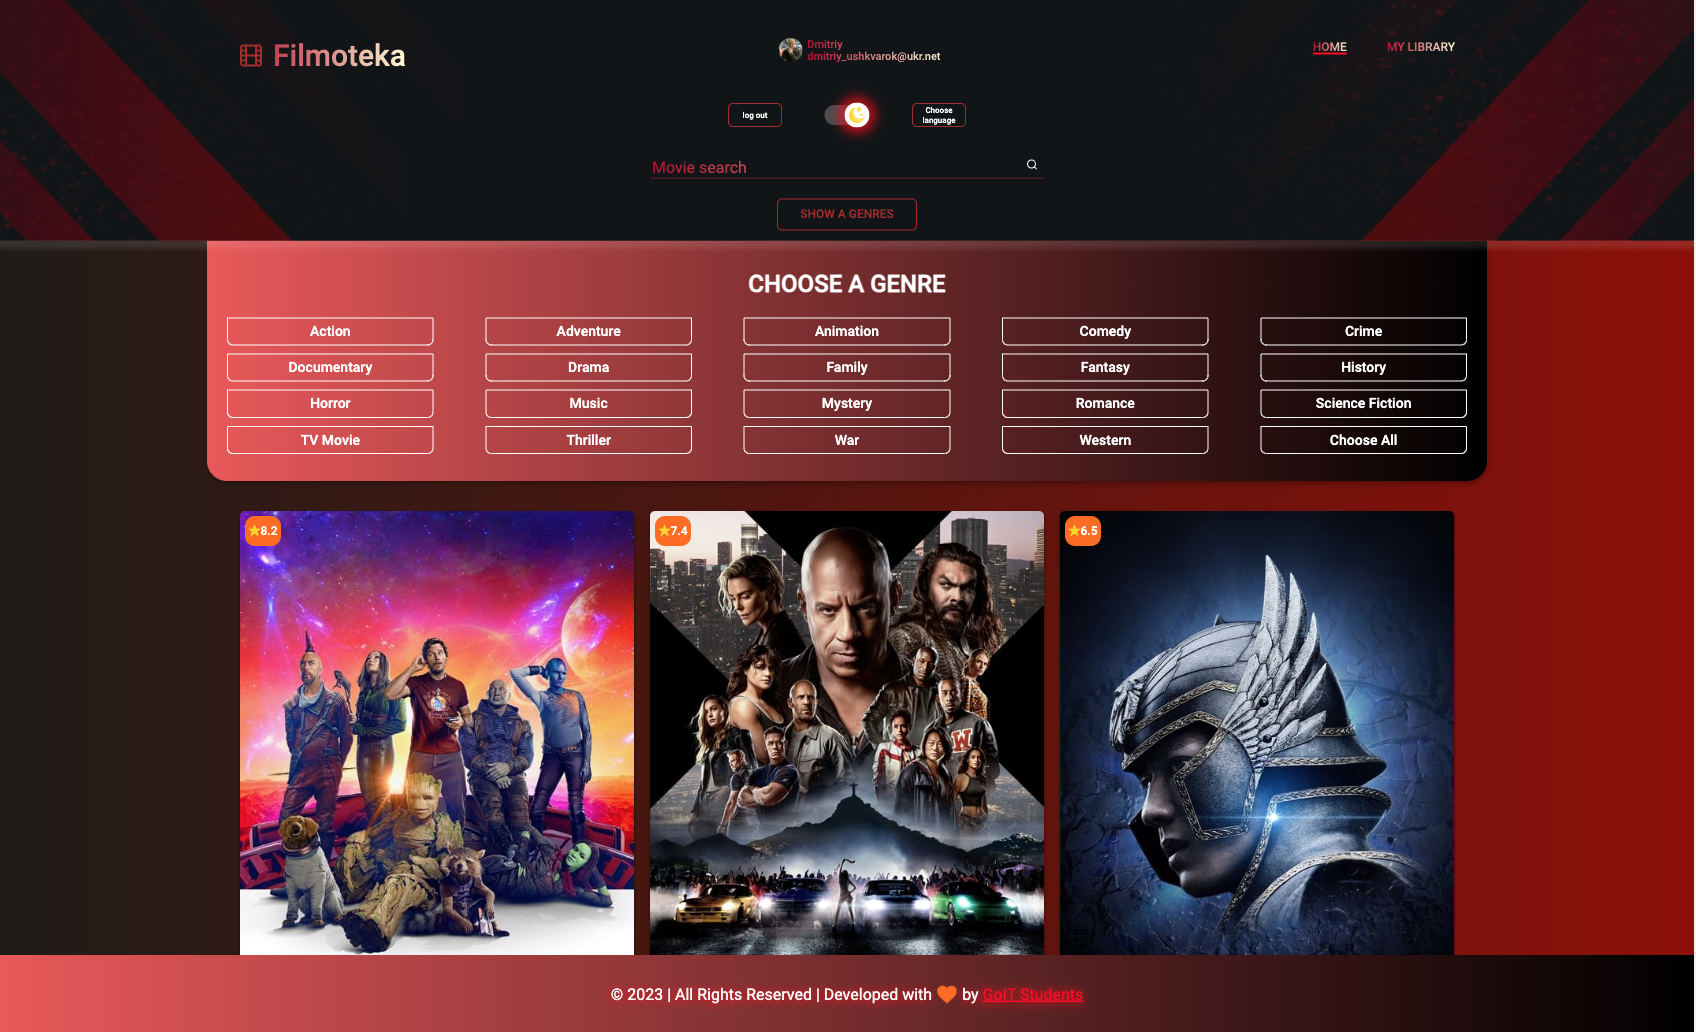 Filmoteka
Dmitriy
dmitriy_ushkvarok@ukr.net
HOME
MY LIBRARY
log out
Choose
language
Movie search
SHOW A GENRES
CHOOSE A GENRE
Action
Adventure
Animation
Comedy
Crime
Documentary
Drama
Family
Fantasy
History
Horror
Music
Mystery
Romance
Science Fiction
TV Movie
Thriller
War
Western
Choose All
8.2
7.4
6.5
W
© 2023 | All Rights Reserved | Developed with 🧡 by GoIT Students